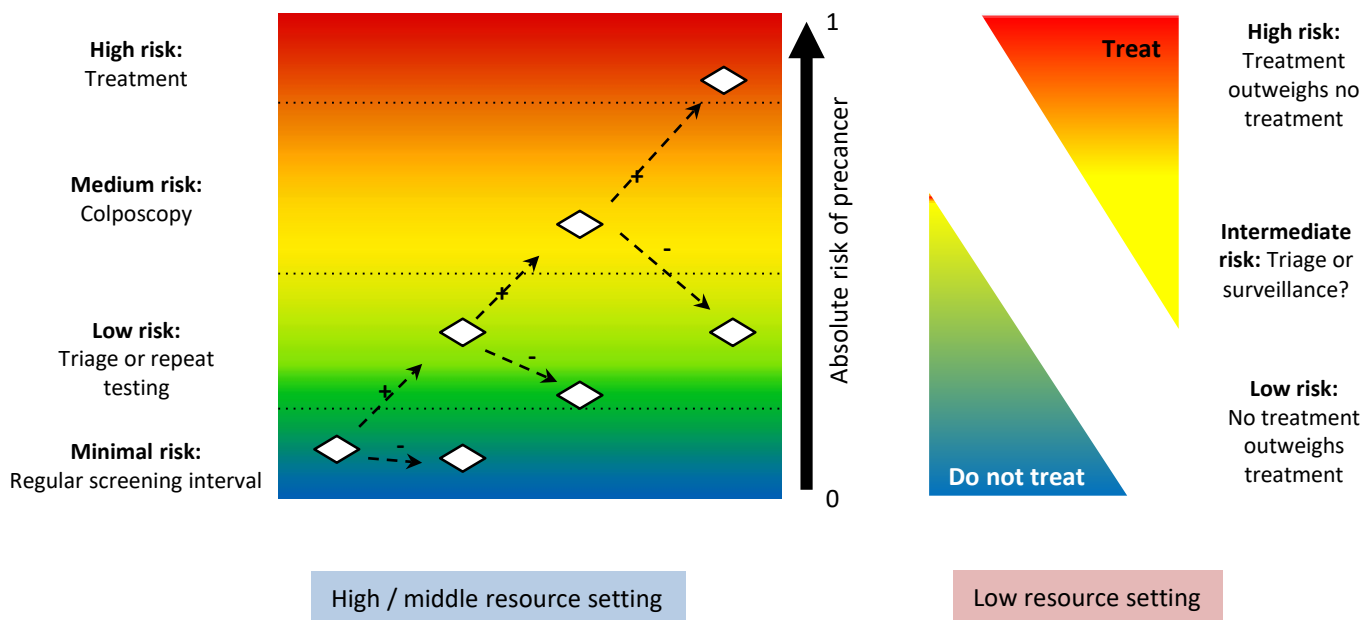 High risk:
Treatment
Medium risk:
Colposcopy
Low risk:
Triage or repeat
testing
Minimal risk:
Regular screening interval
+
-
+
-
+
-
1
Absolute risk of precancer
0
High / middle resource setting
Treat
Do not treat
High risk:
Treatment
outweighs no
treatment
Intermediate
risk: Triage or
surveillance?
Low risk:
No treatment
outweighs
treatment
Low resource setting